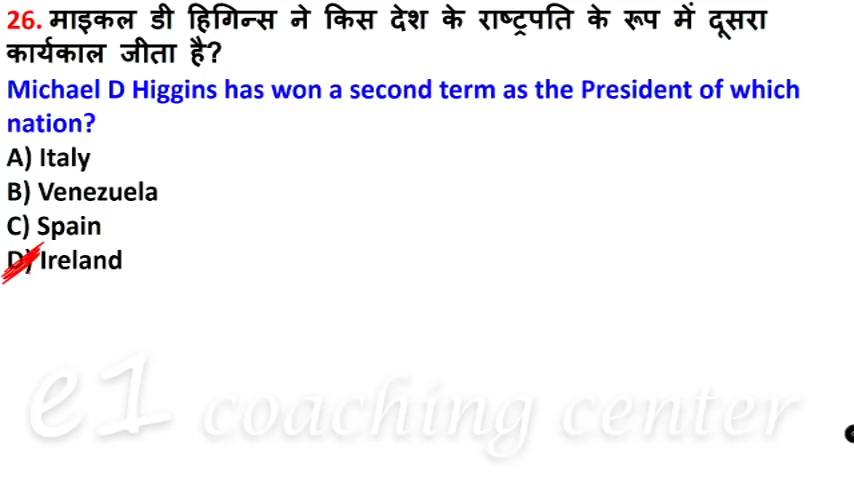 26. माइकल डी हिगिन्स ने किस देश के राष्ट्रपति के रूप में दूसरा
कार्यकाल जीता है?
Michael D Higgins has won a second term as the President of which
nation?
A) Italy
B) Venezuela
C) Spain
D) Ireland
e1 coaching center